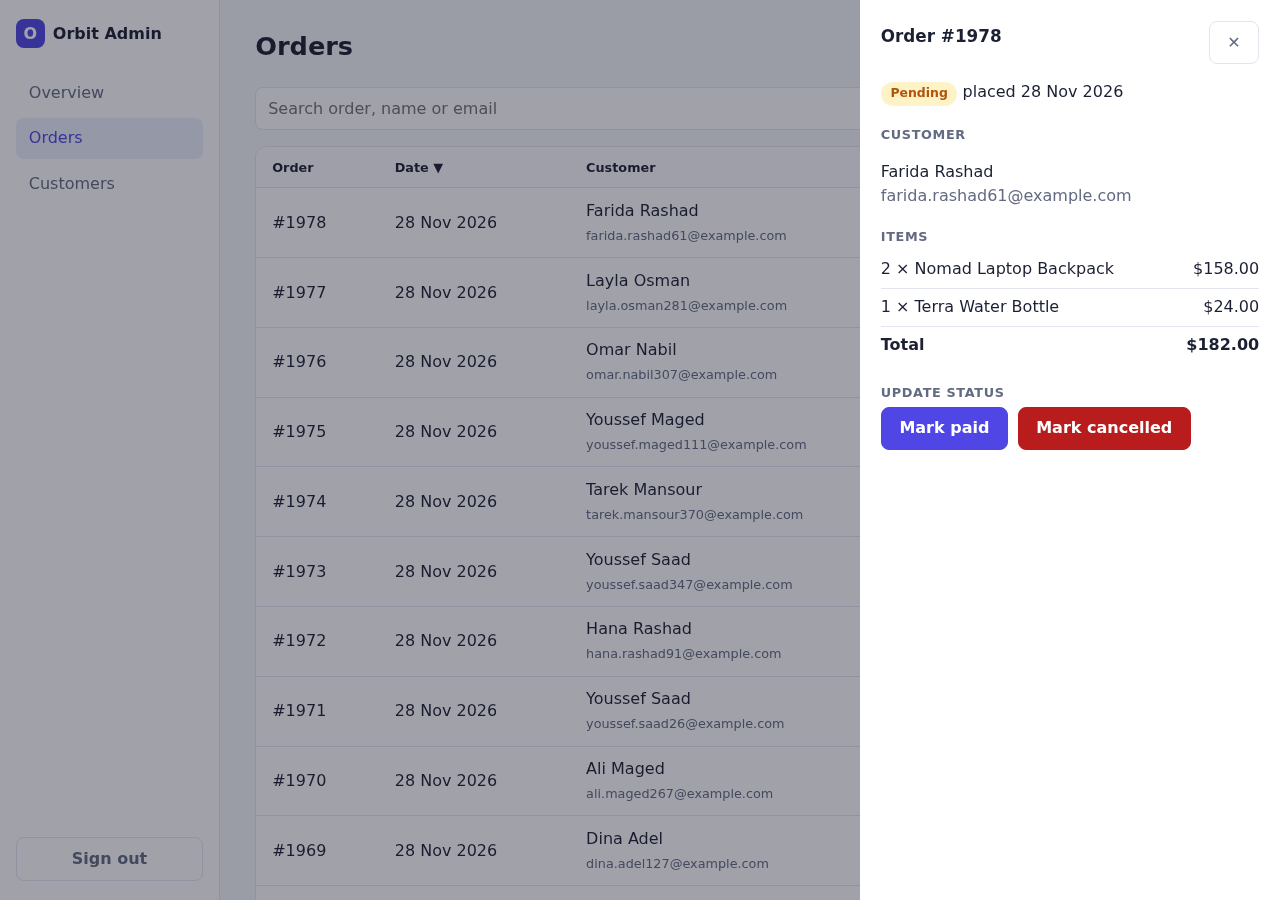 O Orbit Admin
Overview
Orders
Customers
Sign out
Orders
Search order, name or email
Order Date ▼ Customer
#1978 28 Nov 2026 Farida Rashad
farida.rashad61@example.com
#1977 28 Nov 2026 Layla Osman
layla.osman281@example.com
#1976 28 Nov 2026 Omar Nabil
omar.nabil307@example.com
#1975 28 Nov 2026 Youssef Maged
youssef.maged111@example.com
#1974 28 Nov 2026 Tarek Mansour
tarek.mansour370@example.com
#1973 28 Nov 2026 Youssef Saad
youssef.saad347@example.com
#1972 28 Nov 2026 Hana Rashad
hana.rashad91@example.com
#1971 28 Nov 2026 Youssef Saad
youssef.saad26@example.com
#1970 28 Nov 2026 Ali Maged
ali.maged267@example.com
#1969 28 Nov 2026 Dina Adel
dina.adel127@example.com
Order #1978 ×
Pending placed 28 Nov 2026
CUSTOMER
Farida Rashad
farida.rashad61@example.com
ITEMS
2 × Nomad Laptop Backpack $158.00
1 × Terra Water Bottle $24.00
Total $182.00
UPDATE STATUS
Mark paid Mark cancelled